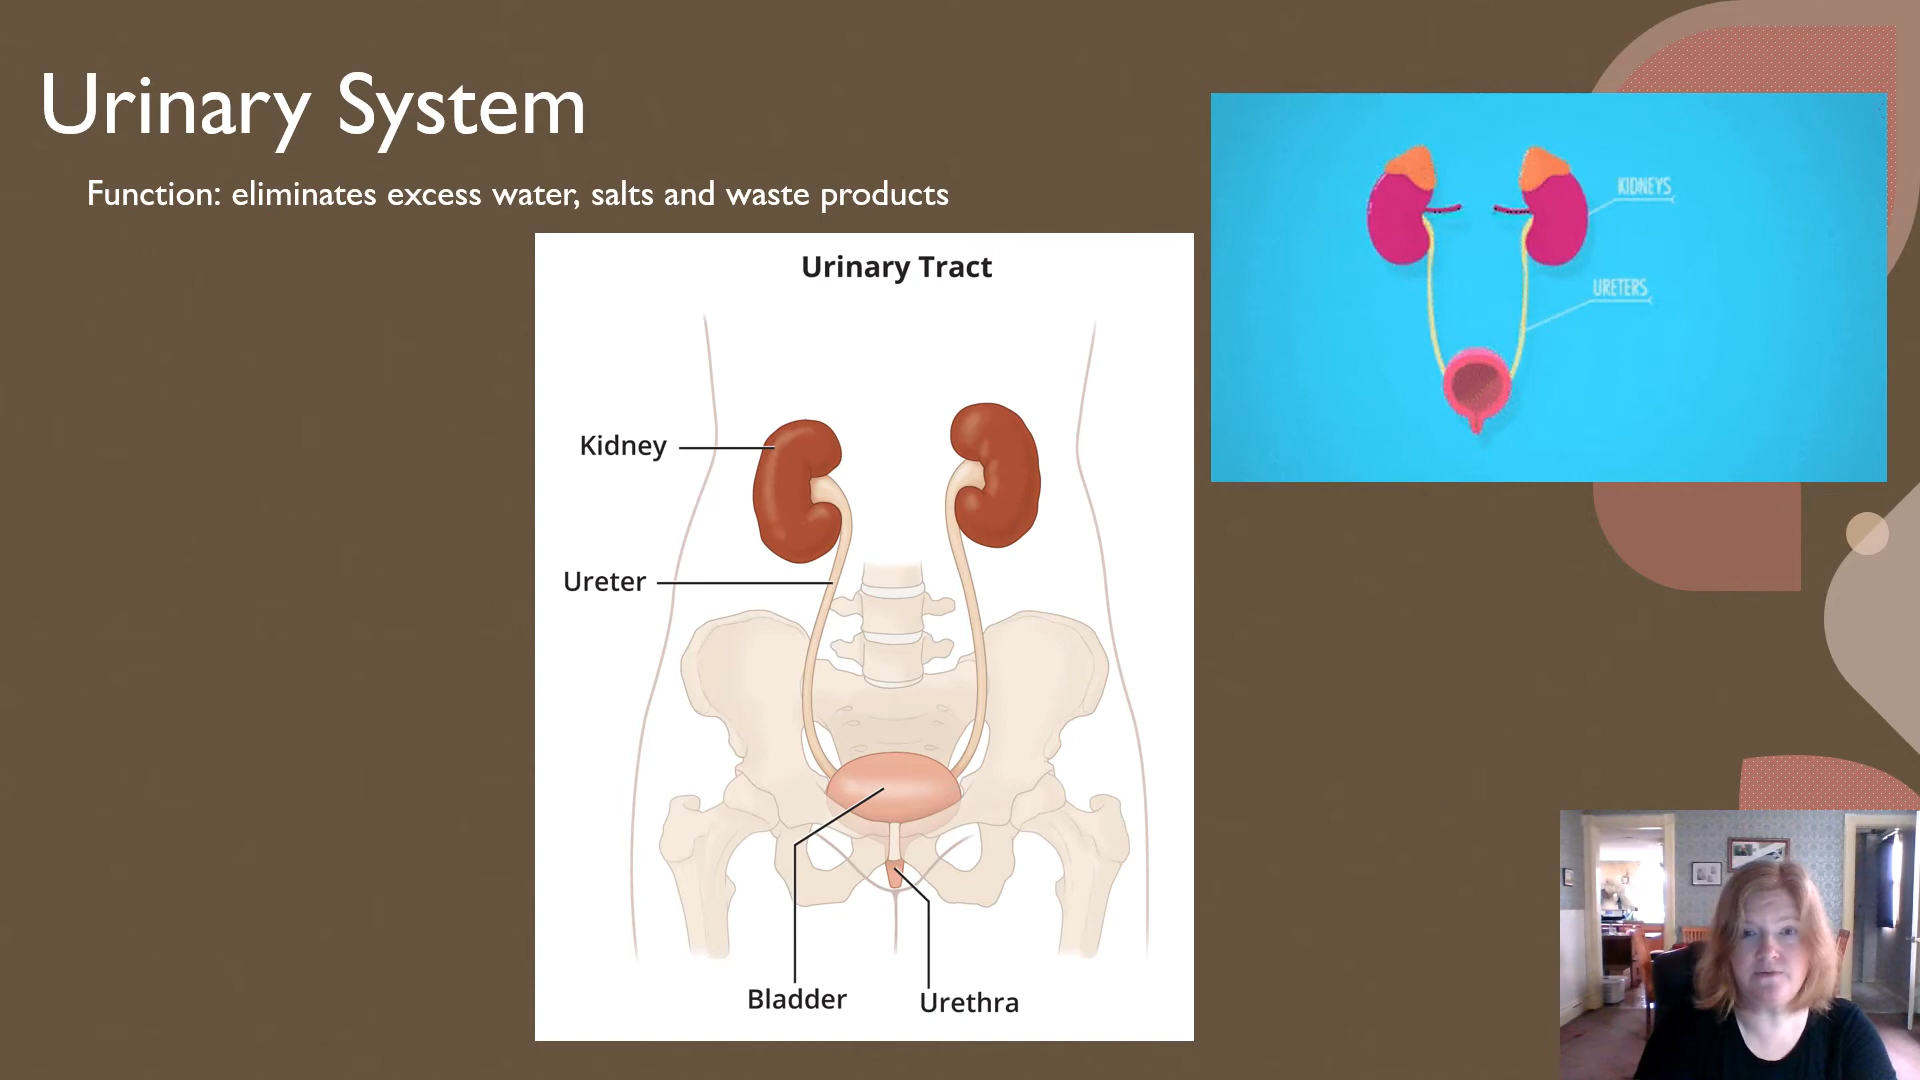 Urinary System
Function: eliminates excess water, salts and waste products
Urinary Tract
Kidney
Ureter
Bladder
Urethra
KIDNEYS
URETERS